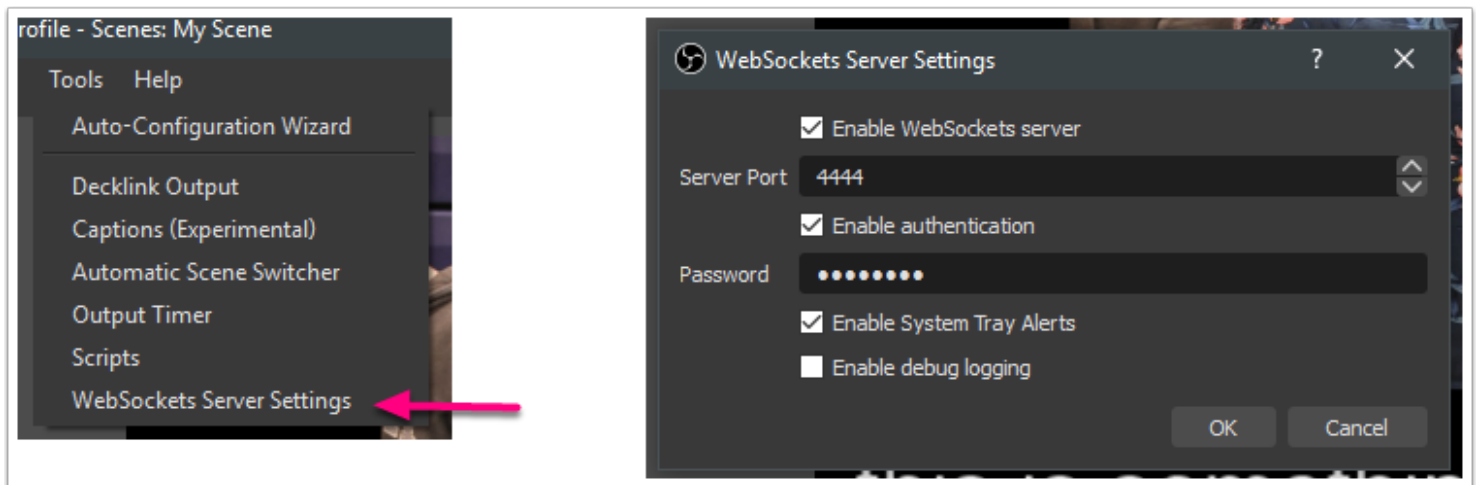 rofile - Scenes: My Scene
Tools Help
Auto-Configuration Wizard
Decklink Output
Captions (Experimental)
Automatic Scene Switcher
Output Timer
Scripts
WebSockets Server Settings
WebSockets Server Settings ? ×
Enable WebSockets server
Server Port 4444
Enable authentication
Password ●●●●●●●●
Enable System Tray Alerts
Enable debug logging
OK Cancel